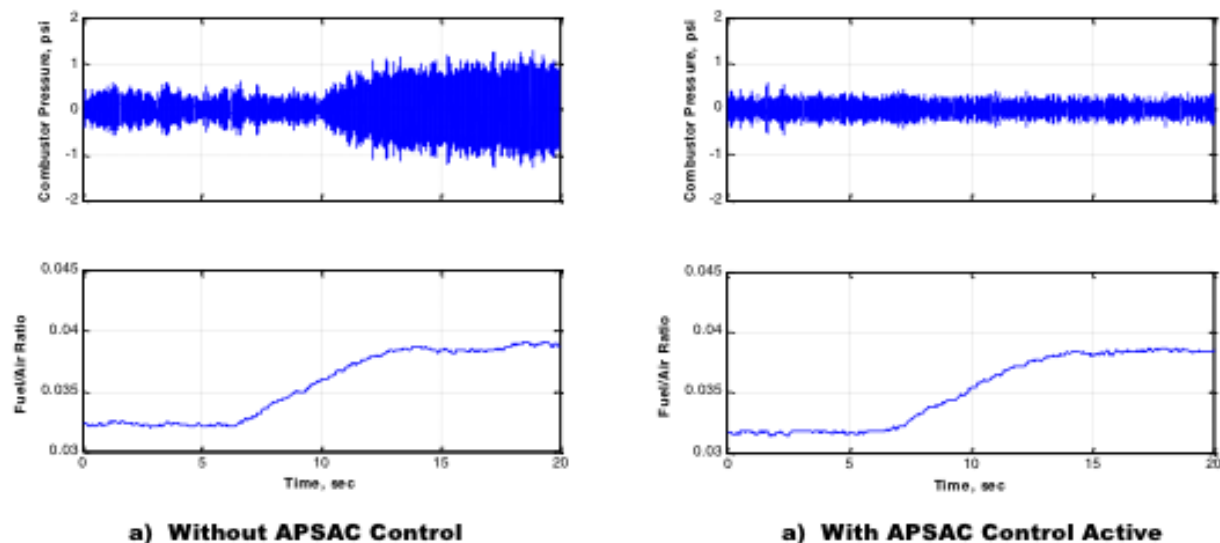 2
1
0
-1
-2
Combustor Pressure, psi
2
1
0
-1
-2
Combustor Pressure, psi
0.045
0.04
0.035
0.03
Fuel/Air Ratio
0 5 10 15 20
Time, sec
0.045
0.04
0.035
0.03
Fuel/Air Ratio
0 5 10 15 20
Time, sec
a) Without APSAC Control
a) With APSAC Control Active